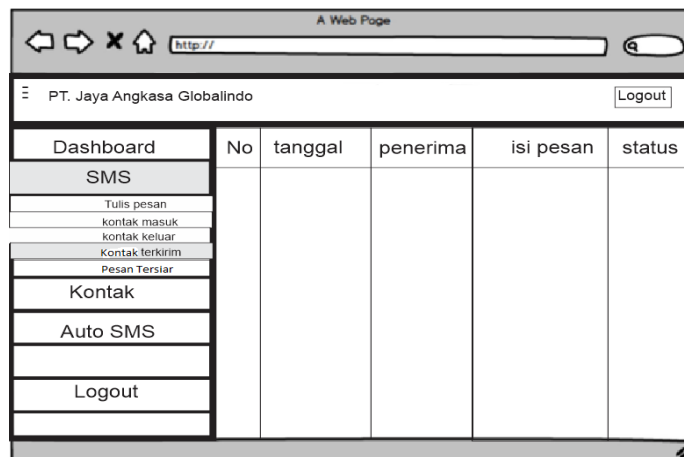 A Web Page
http://
PT. Jaya Angkasa Globalindo
Logout
Dashboard
No tanggal penerima isi pesan status
SMS
Tulis pesan
kontak masuk
kontak keluar
Kontak terkirim
Pesan Tersiar
Kontak
Auto SMS
Logout